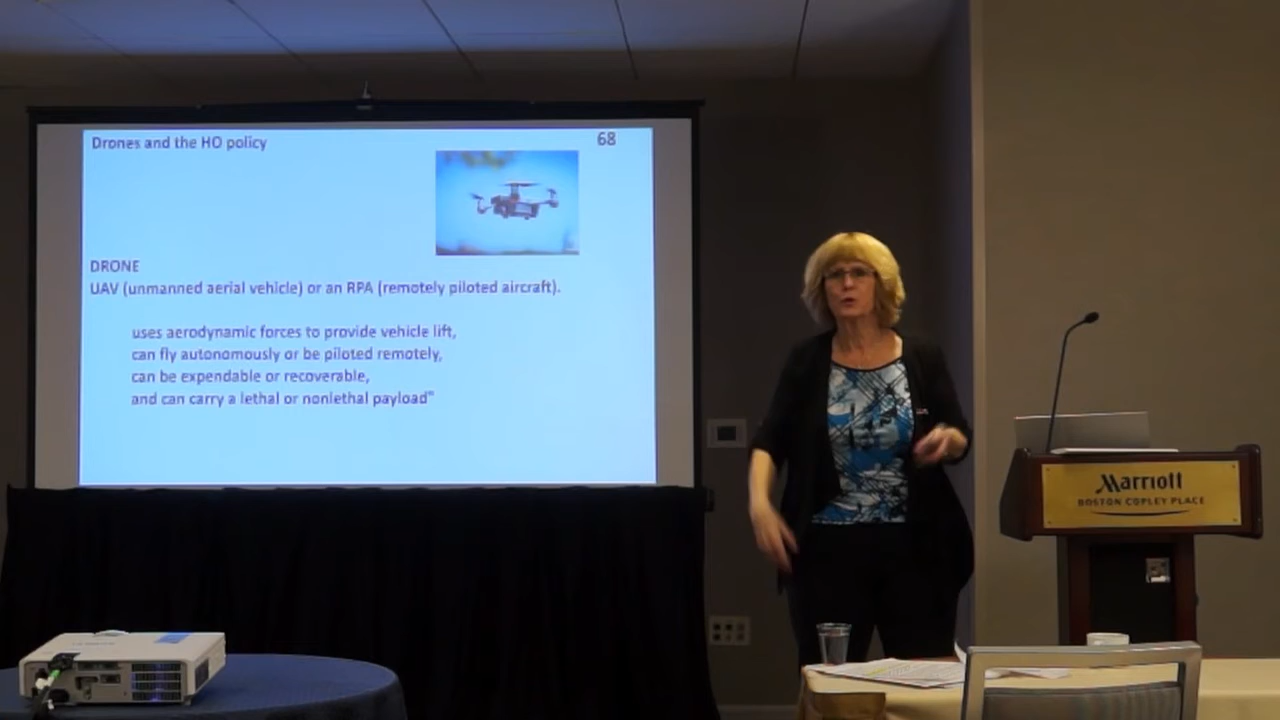 Drones and the HO policy
68
DRONE
UAV (unmanned aerial vehicle) or an RPA (remotely piloted aircraft).
uses aerodynamic forces to provide vehicle lift,
can fly autonomously or be piloted remotely,
can be expendable or recoverable,
and can carry a lethal or nonlethal payload"
Marriott
BOSTON COPLEY PLACE